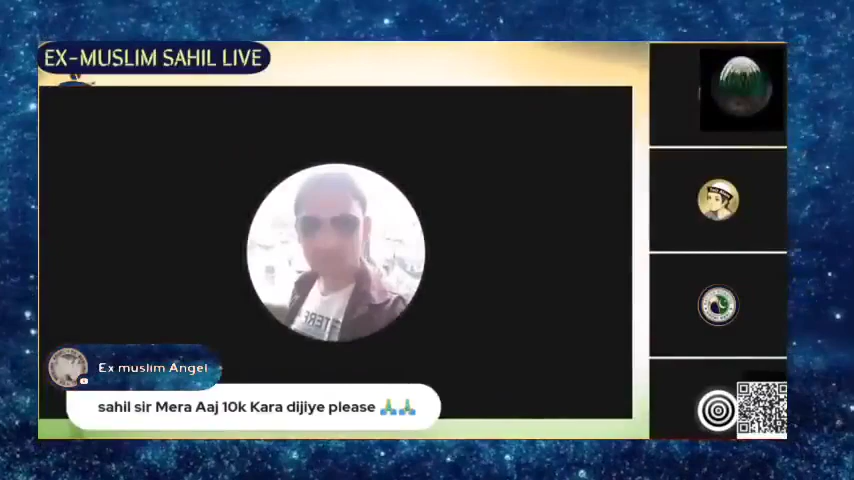 EX-MUSLIM SAHIL LIVE
Ex muslim Angel
sahil sir Mera Aaj 10k Kara dijiye please 🙏🙏